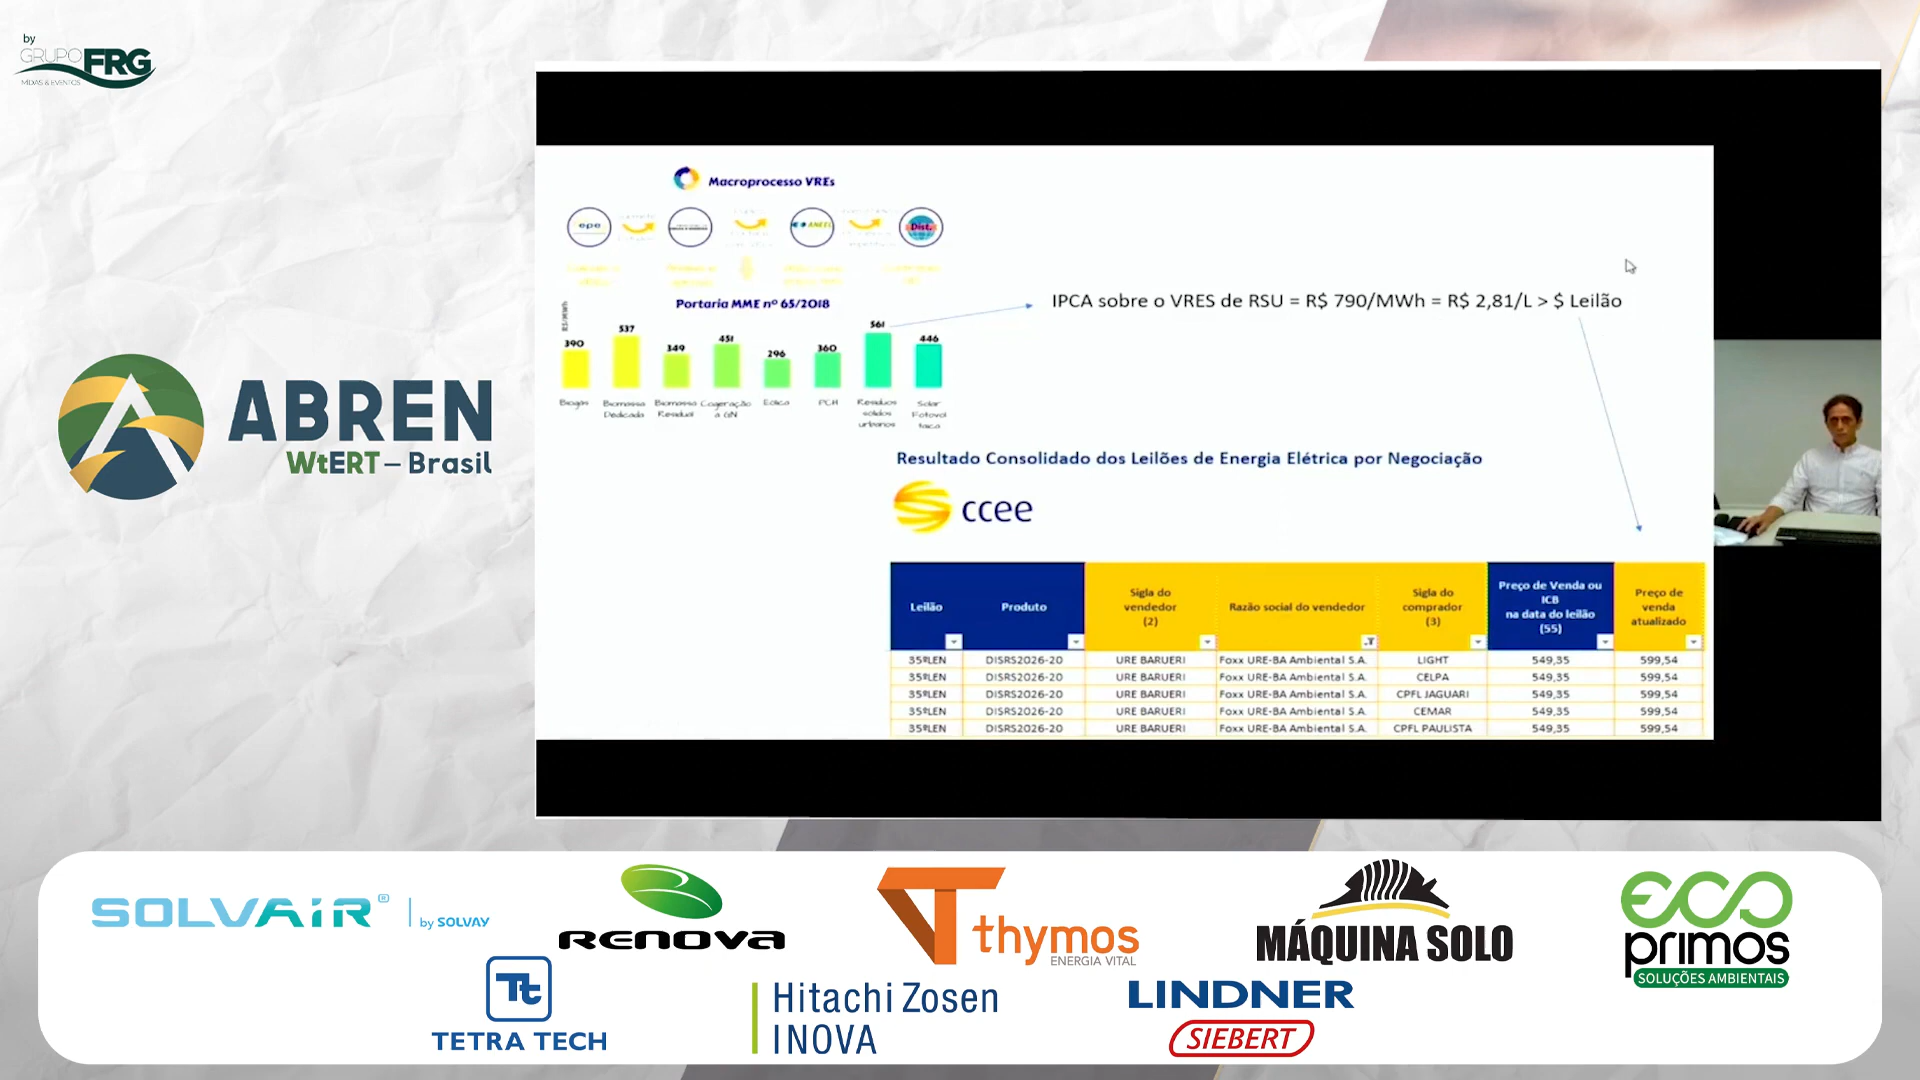 by
GRUPO FRG
MÍDIAS & EVENTOS
ABREN
WtERT – Brasil
Macroprocesso VREs
epe
ANEEL
Dist.
Portaria MME nº 65/2018
R$/MWh
390
537
349
451
296
360
561
446
Biogás
Biomassa Dedicada
Biomassa Residual
Cogeração a GN
Eólica
PCH
Resíduos sólidos urbanos
Solar Fotovol taica
IPCA sobre o VRES de RSU = R$ 790/MWh = R$ 2,81/L > $ Leilão
Resultado Consolidado dos Leilões de Energia Elétrica por Negociação
ccee
Leilão Produto Sigla do vendedor (2) Razão social do vendedor Sigla do comprador (3) Preço de Venda ou ICB na data do leilão (55) Preço de venda atualizado
35ºLEN DISRS2026-20 URE BARUERI Foxx URE-BA Ambiental S.A. LIGHT 549,35 599,54
35ºLEN DISRS2026-20 URE BARUERI Foxx URE-BA Ambiental S.A. CELPA 549,35 599,54
35ºLEN DISRS2026-20 URE BARUERI Foxx URE-BA Ambiental S.A. CPFL JAGUARI 549,35 599,54
35ºLEN DISRS2026-20 URE BARUERI Foxx URE-BA Ambiental S.A. CEMAR 549,35 599,54
35ºLEN DISRS2026-20 URE BARUERI Foxx URE-BA Ambiental S.A. CPFL PAULISTA 549,35 599,54
SOLVAIR® by SOLVAY
RENOVA
thymos
ENERGIA VITAL
MÁQUINA SOLO
eco
primos
SOLUÇÕES AMBIENTAIS
Tt
TETRA TECH
Hitachi Zosen
INOVA
LINDNER
SIEBERT